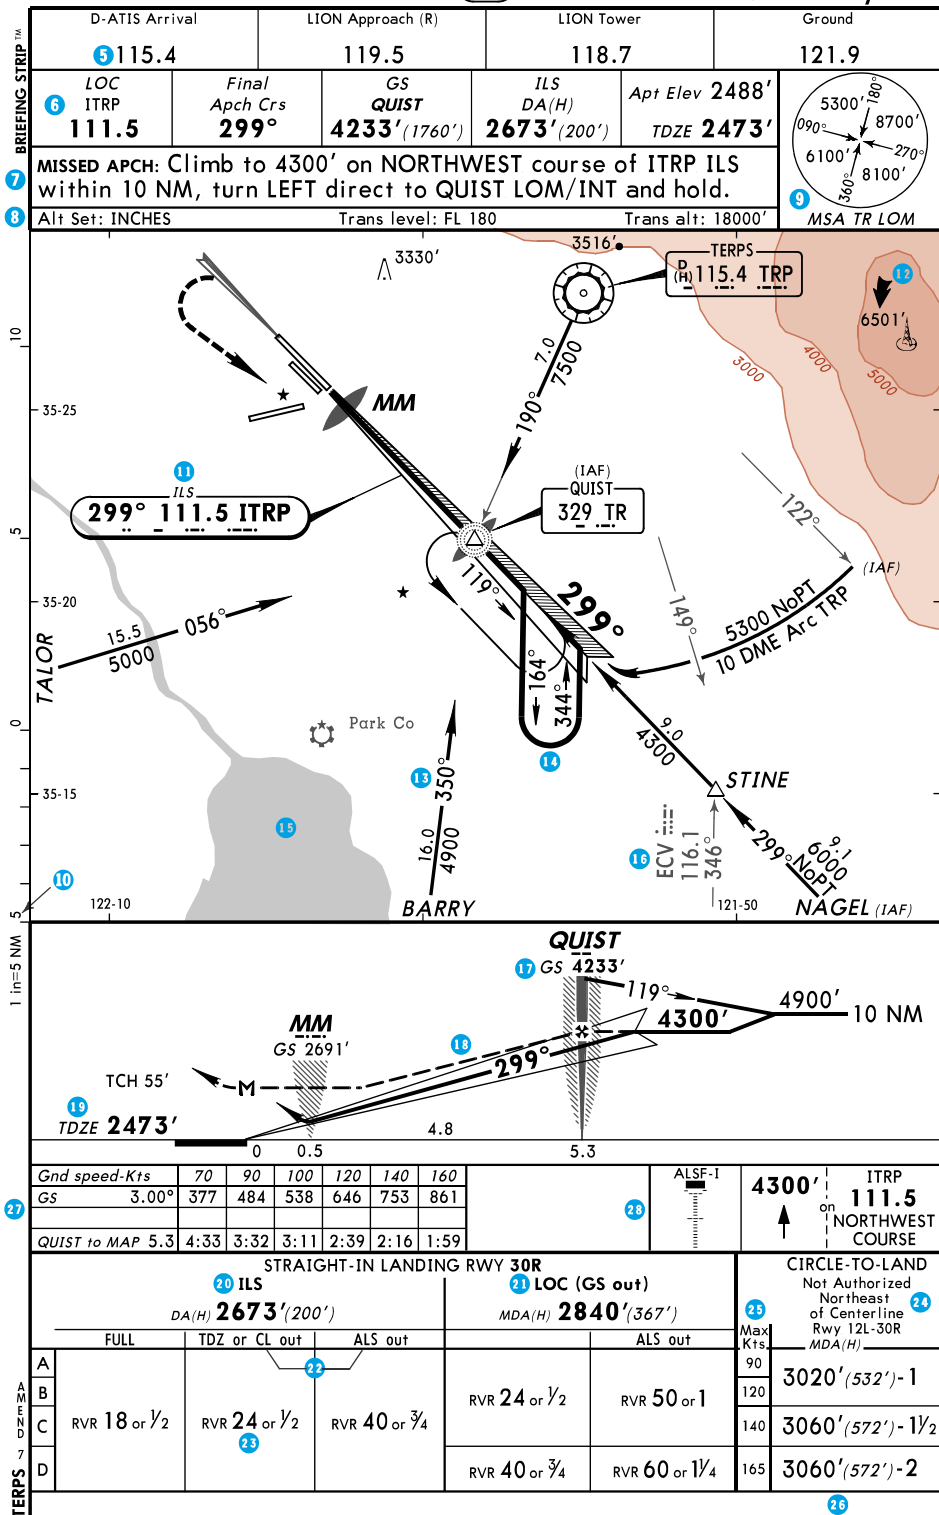 D-ATIS Arrival LION Approach (R) LION Tower Ground
5 115.4 119.5 118.7 121.9
BRIEFING STRIP™
6 LOC ITRP 111.5
Final Apch Crs 299°
GS QUIST 4233'(1760')
ILS DA(H) 2673'(200')
Apt Elev 2488'
TDZE 2473'
7 MISSED APCH: Climb to 4300' on NORTHWEST course of ITRP ILS
within 10 NM, turn LEFT direct to QUIST LOM/INT and hold.
8 Alt Set: INCHES Trans level: FL 180 Trans alt: 18000'
5300' 180°
090° 8700'
6100' 270°
360° 8100'
9 MSA TR LOM
3330'
3516'
TERPS
D (H) 115.4 TRP
12
6501'
3000
4000
5000
7.0
7500
190°
MM
10
35-25
11
ILS
299° 111.5 ITRP
(IAF)
QUIST
329 TR
5
122°
(IAF)
119°
299°
149°
5300 NoPT
10 DME Arc TRP
35-20
15.5
5000
056°
TALOR
164°
344°
14
0
Park Co
9.0
4300
13
350°
16.0
4900
BARRY
35-15
STINE
15
16
ECV
116.1
346°
299° NoPT
9.1
6000
NAGEL (IAF)
10
5
122-10
121-50
1 in=5 NM
QUIST
17 GS 4233'
119°
4900'
10 NM
4300'
MM
GS 2691'
18
299°
TCH 55'
M
19
TDZE 2473'
0 0.5 4.8 5.3
27
Gnd speed-Kts 70 90 100 120 140 160
GS 3.00° 377 484 538 646 753 861
QUIST to MAP 5.3 4:33 3:32 3:11 2:39 2:16 1:59
28
ALSF-I
4300' on ITRP 111.5 NORTHWEST COURSE
STRAIGHT-IN LANDING RWY 30R
20 ILS
DA(H) 2673'(200')
21 LOC (GS out)
MDA(H) 2840'(367')
CIRCLE-TO-LAND
Not Authorized
Northeast
of Centerline 24
Rwy 12L-30R
25
Max Kts. MDA(H)
FULL TDZ or CL out ALS out ALS out
22
A
B
C
D
RVR 18 or 1/2
RVR 24 or 1/2
23
RVR 40 or 3/4
RVR 24 or 1/2
RVR 50 or 1
RVR 40 or 3/4
RVR 60 or 1 1/4
90
120
3020'(532')-1
140 3060'(572')-1 1/2
165 3060'(572')-2
26
TERPS AMEND 7